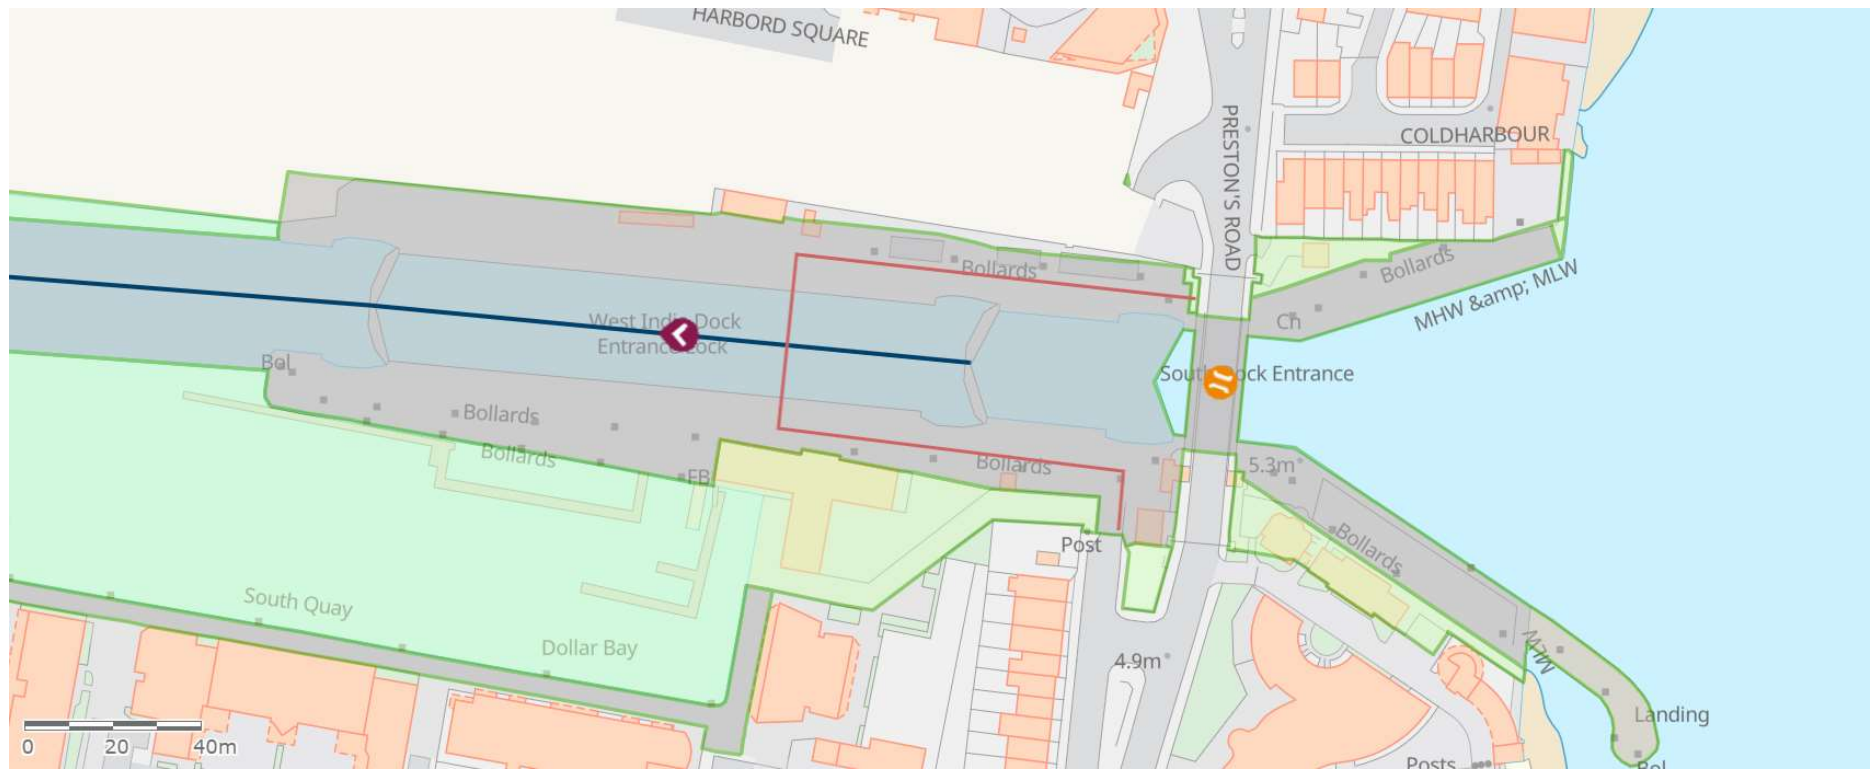 HARBORD SQUARE
PRESTON'S ROAD
COLDHARBOUR
Bollards
Bollards
MHW &amp; MLW
Ch
West India Dock
Entrance Lock
South Dock Entrance
Bol
Bollards
Bollards
Bollards
FB
5.3m
Bollards
Post
South Quay
Dollar Bay
4.9m
MHW
Landing
0 20 40m
Posts
Bol